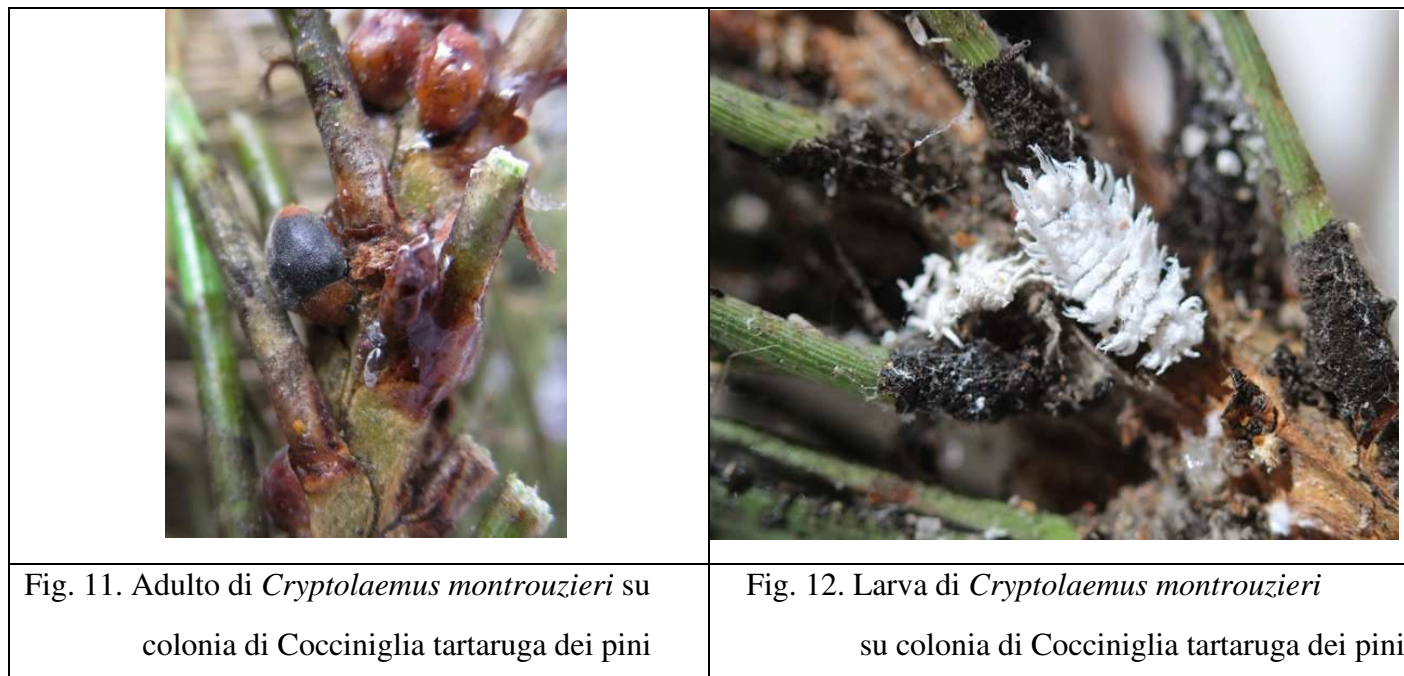 Fig. 11. Adulto di Cryptolaemus montrouzieri su
colonia di Cocciniglia tartaruga dei pini
Fig. 12. Larva di Cryptolaemus montrouzieri
su colonia di Cocciniglia tartaruga dei pini